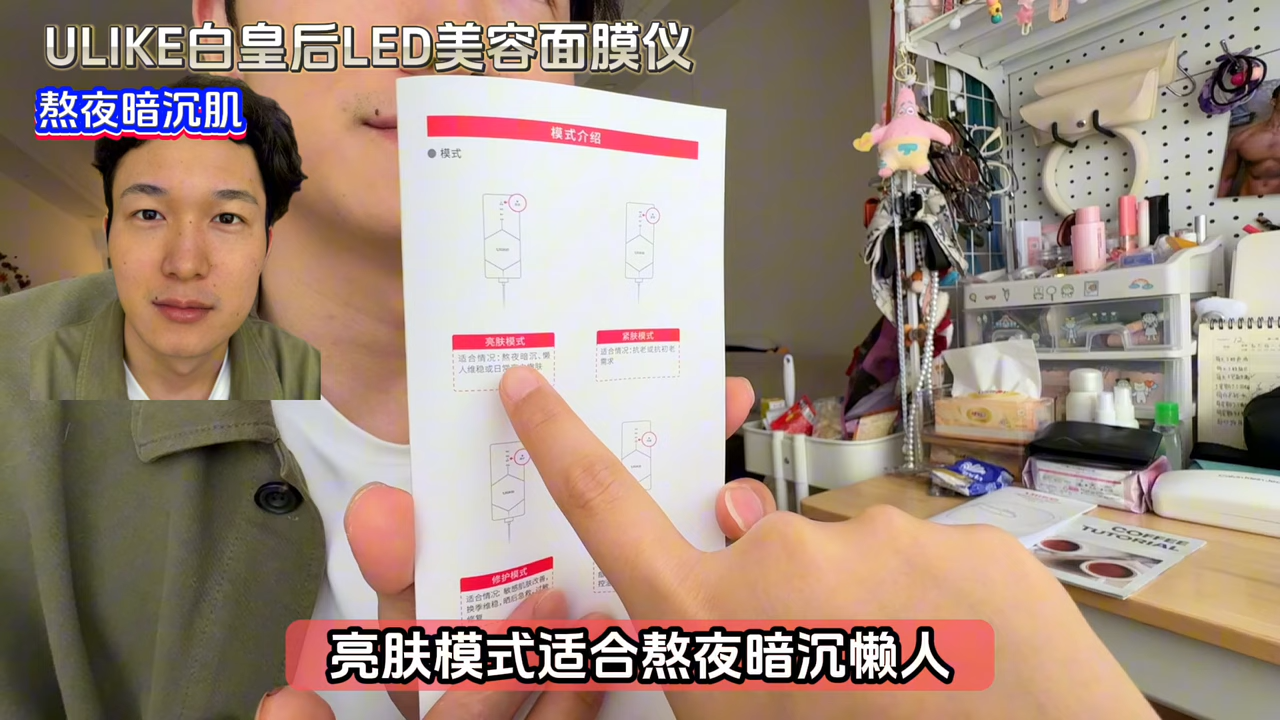 ULIKE白皇后LED美容面膜仪
熬夜暗沉肌
模式介绍
模式
亮肤模式
适合情况：熬夜暗沉、懒
人维稳或日常
紧肤模式
适合情况：抗老或抗初老
需求
修护模式
适合情况：敏感肌肤改善，
换季维稳，晒后急救，
修复
COFFEE
TUTORIAL
亮肤模式适合熬夜暗沉懒人